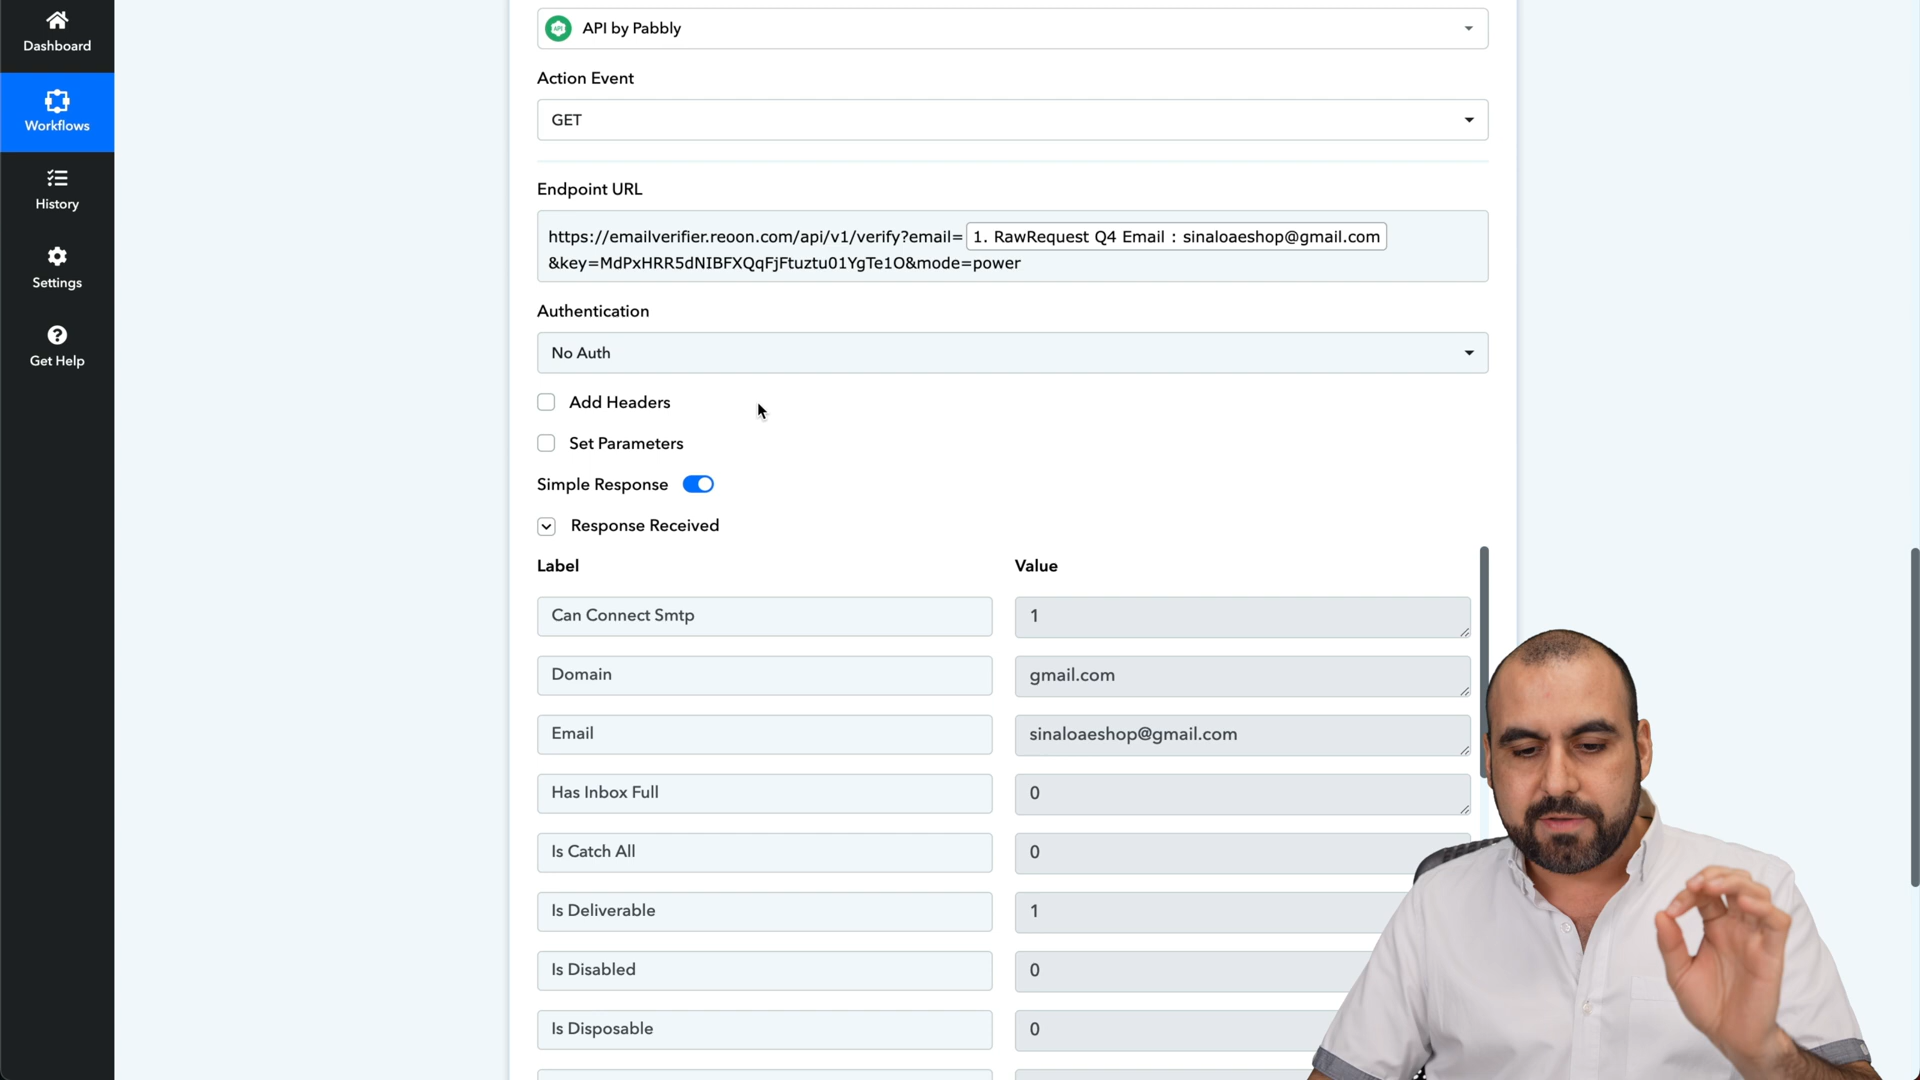 Dashboard
Workflows
History
Settings
Get Help
API by Pabbly
Action Event
GET
Endpoint URL
https://emailverifier.reoon.com/api/v1/verify?email= 1. RawRequest Q4 Email : sinaloaeshop@gmail.com
&key=MdPxHRR5dNIBFXQqFjFtuztu01YgTe1O&mode=power
Authentication
No Auth
Add Headers
Set Parameters
Simple Response
Response Received
Label Value
Can Connect Smtp 1
Domain gmail.com
Email sinaloaeshop@gmail.com
Has Inbox Full 0
Is Catch All 0
Is Deliverable 1
Is Disabled 0
Is Disposable 0